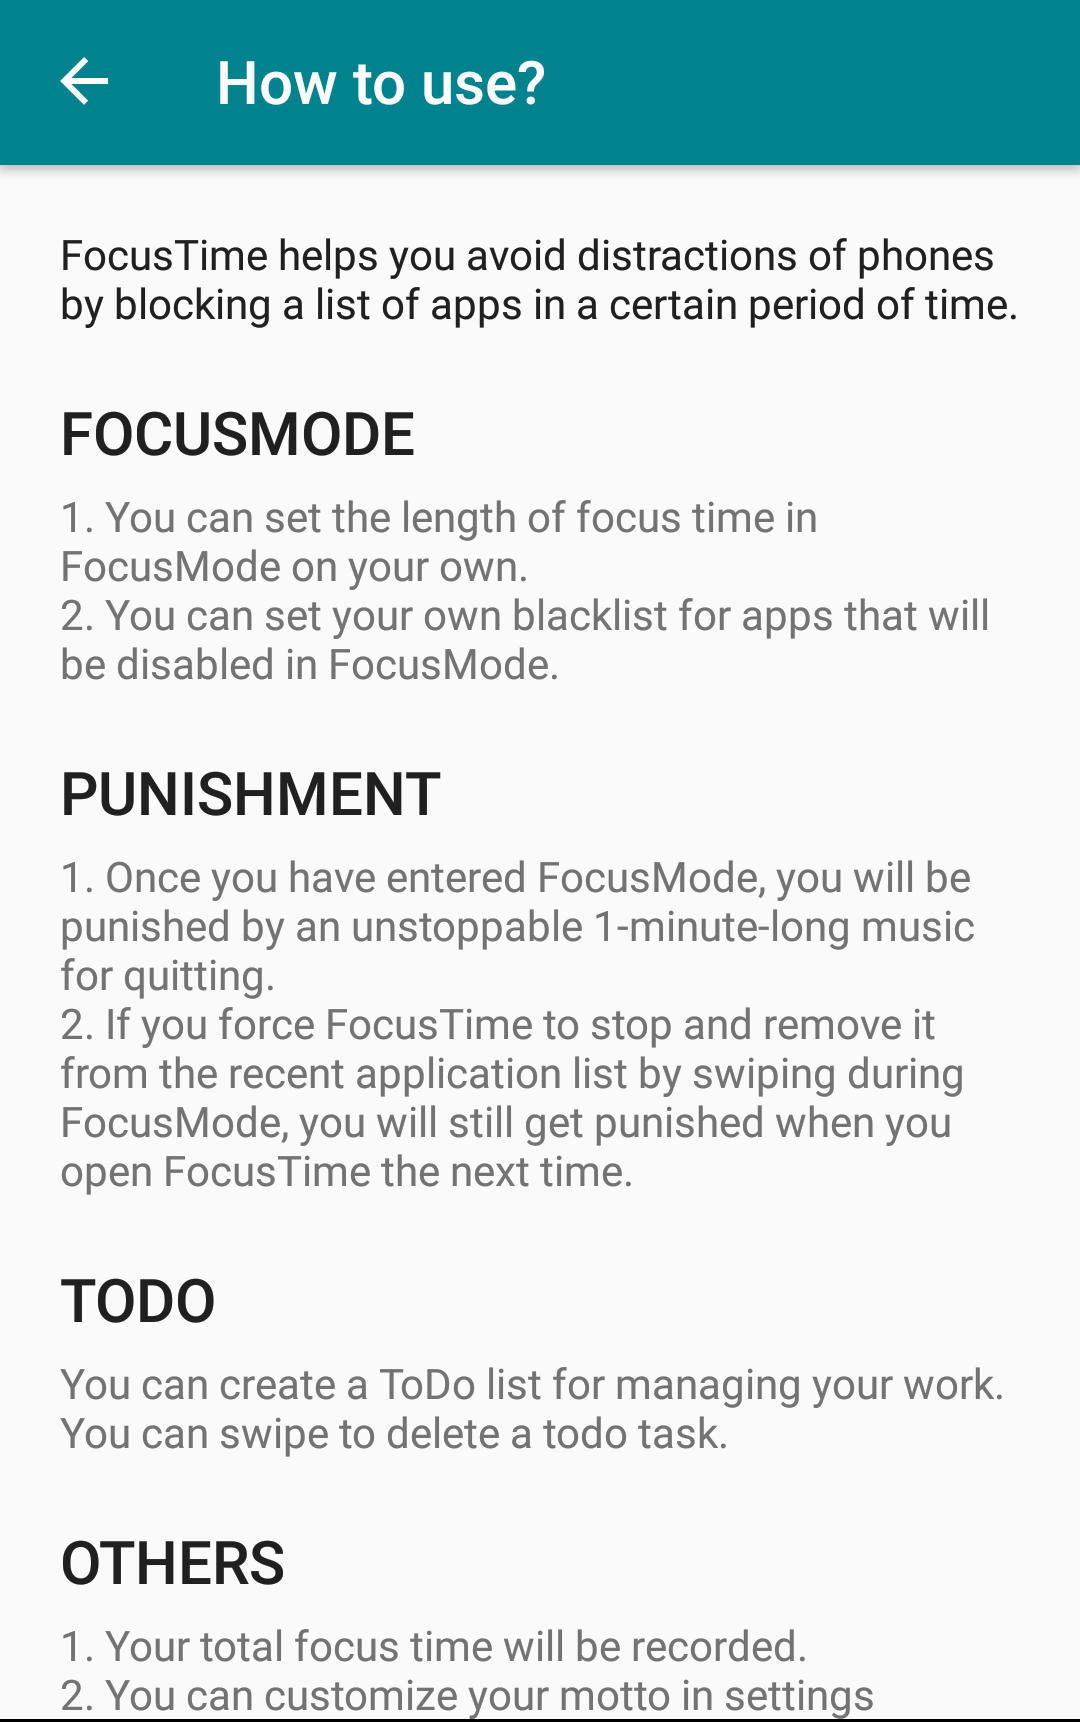 How to use?
FocusTime helps you avoid distractions of phones
by blocking a list of apps in a certain period of time.
FOCUSMODE
1. You can set the length of focus time in
FocusMode on your own.
2. You can set your own blacklist for apps that will
be disabled in FocusMode.
PUNISHMENT
1. Once you have entered FocusMode, you will be
punished by an unstoppable 1-minute-long music
for quitting.
2. If you force FocusTime to stop and remove it
from the recent application list by swiping during
FocusMode, you will still get punished when you
open FocusTime the next time.
TODO
You can create a ToDo list for managing your work.
You can swipe to delete a todo task.
OTHERS
1. Your total focus time will be recorded.
2. You can customize your motto in settings